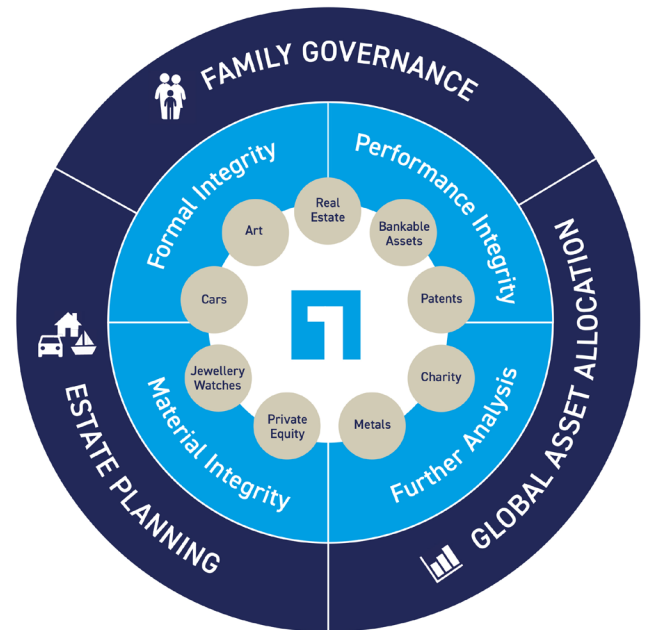 FAMILY GOVERNANCE
Formal Integrity
Performance Integrity
Real
Estate
Art
Bankable
Assets
Cars
Patents
Jewellery
Watches
Charity
Private
Equity
Metals
Material Integrity
Further Analysis
ESTATE PLANNING
GLOBAL ASSET ALLOCATION